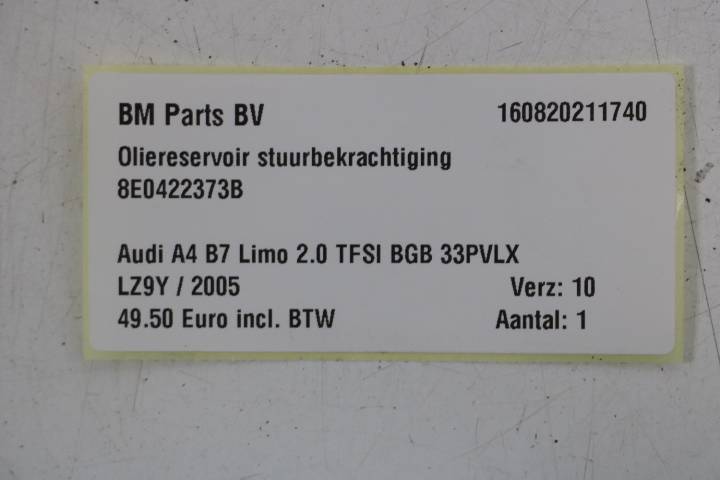 BM Parts BV 160820211740
Oliereservoir stuurbekrachtiging
8E0422373B
Audi A4 B7 Limo 2.0 TFSI BGB 33PVLX
LZ9Y / 2005 Verz: 10
49.50 Euro incl. BTW Aantal: 1